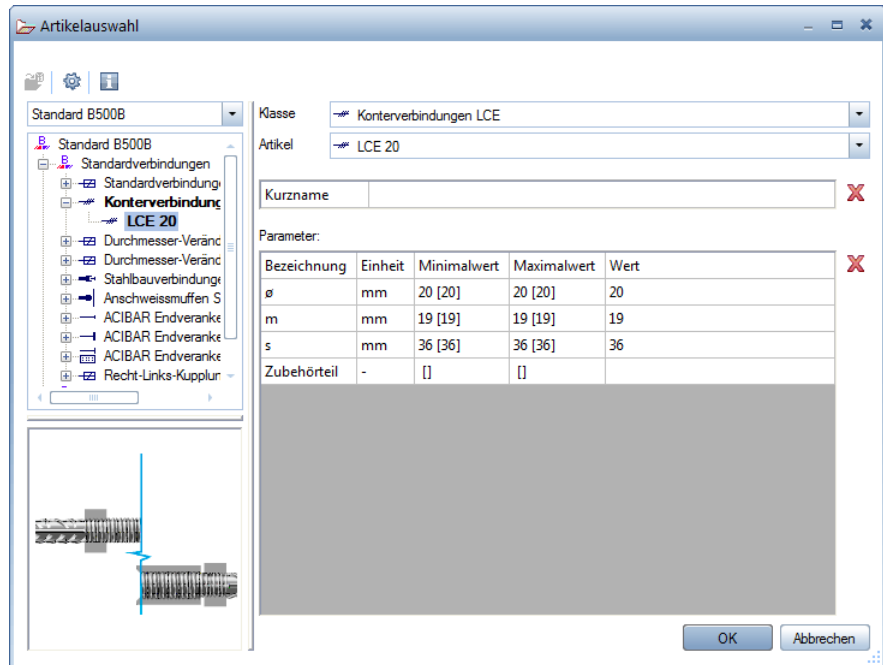 Artikelauswahl
Standard B500B
Standard B500B
Standardverbindungen
Standardverbindunge
Konterverbindung
LCE 20
Durchmesser-Veränd
Durchmesser-Veränd
Stahlbauverbindunge
Anschweissmuffen S
ACIBAR Endveranke
ACIBAR Endveranke
ACIBAR Endveranke
Recht-Links-Kupplur
Klasse Konterverbindungen LCE
Artikel LCE 20
Kurzname
Parameter:
Bezeichnung Einheit Minimalwert Maximalwert Wert
ø mm 20 [20] 20 [20] 20
m mm 19 [19] 19 [19] 19
s mm 36 [36] 36 [36] 36
Zubehörteil - [] []
OK Abbrechen